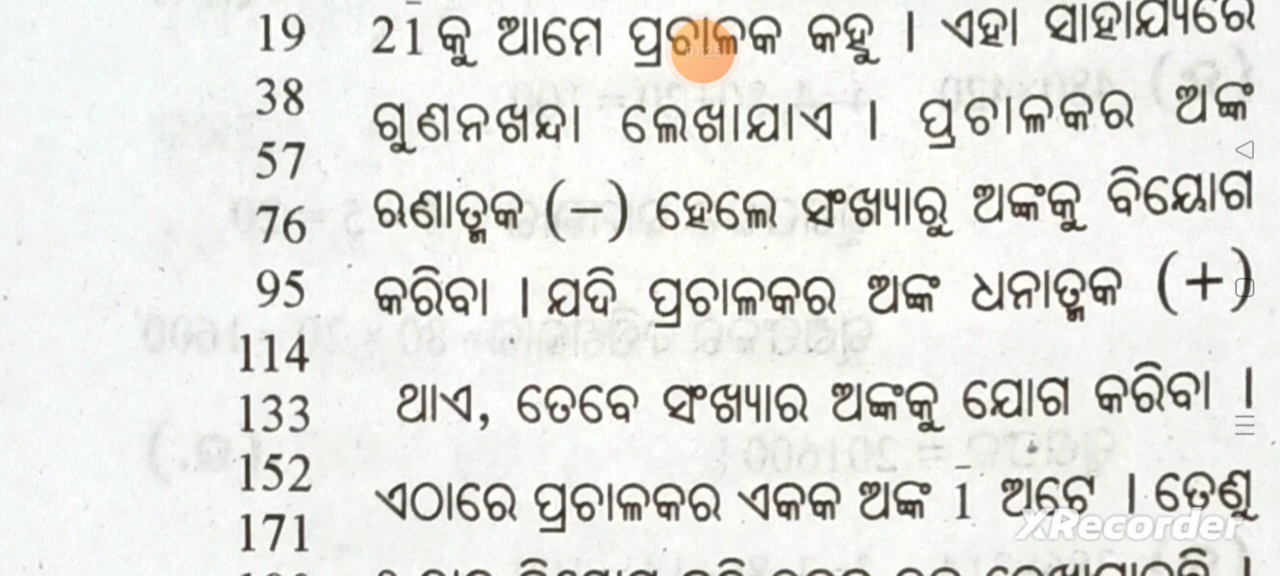 19 21̄ କୁ ଆମେ ପ୍ରଚାଳକ କହୁ । ଏହା ସାହାଯ୍ୟରେ
38 ଗୁଣନଖନ୍ଦା ଲେଖାଯାଏ । ପ୍ରଚାଳକର ଅଙ୍କ
57
76 ଋଣାତ୍ମକ (−) ହେଲେ ସଂଖ୍ୟାରୁ ଅଙ୍କକୁ ବିୟୋଗ
95 କରିବା । ଯଦି ପ୍ରଚାଳକର ଅଙ୍କ ଧନାତ୍ମକ (+)
114
133 ଥାଏ, ତେବେ ସଂଖ୍ୟାର ଅଙ୍କକୁ ଯୋଗ କରିବା ।
152 ଏଠାରେ ପ୍ରଚାଳକର ଏକକ ଅଙ୍କ 1̄ ଅଟେ । ତେଣୁ
171
XRecorder